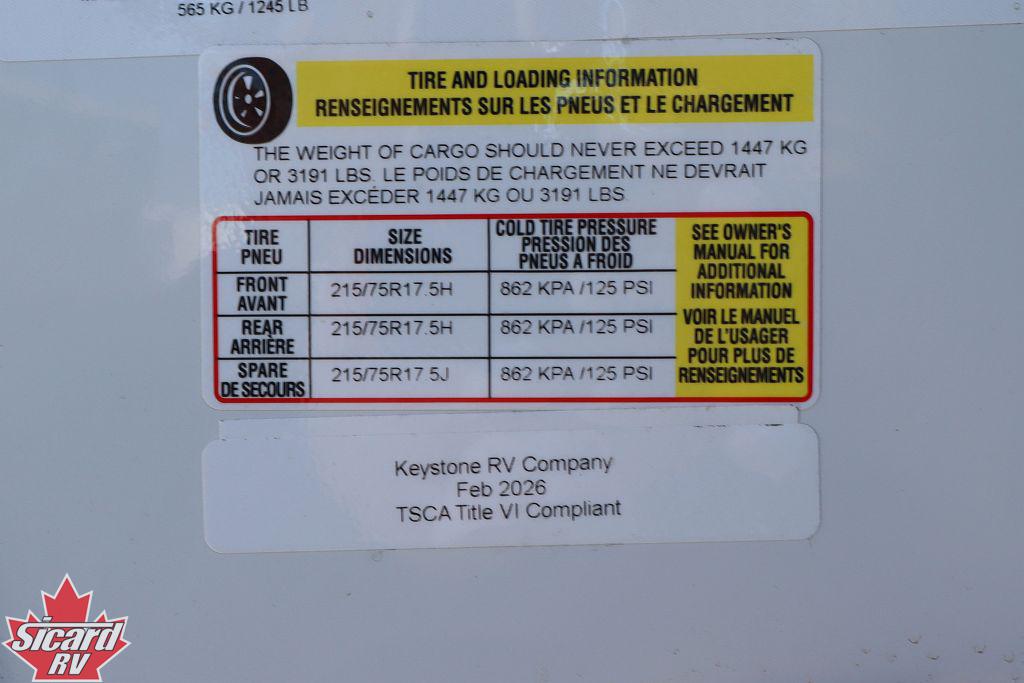 565 KG / 1245 LB
TIRE AND LOADING INFORMATION
RENSEIGNEMENTS SUR LES PNEUS ET LE CHARGEMENT
THE WEIGHT OF CARGO SHOULD NEVER EXCEED 1447 KG
OR 3191 LBS. LE POIDS DE CHARGEMENT NE DEVRAIT
JAMAIS EXCÉDER 1447 KG OU 3191 LBS
TIRE
PNEU
SIZE
DIMENSIONS
COLD TIRE PRESSURE
PRESSION DES
PNEUS A FROID
FRONT
AVANT
215/75R17.5H
862 KPA /125 PSI
REAR
ARRIÈRE
215/75R17.5H
862 KPA /125 PSI
SPARE
DE SECOURS
215/75R17.5J
862 KPA /125 PSI
SEE OWNER'S
MANUAL FOR
ADDITIONAL
INFORMATION
VOIR LE MANUEL
DE L'USAGER
POUR PLUS DE
RENSEIGNEMENTS
Keystone RV Company
Feb 2026
TSCA Title VI Compliant
Sicard
RV